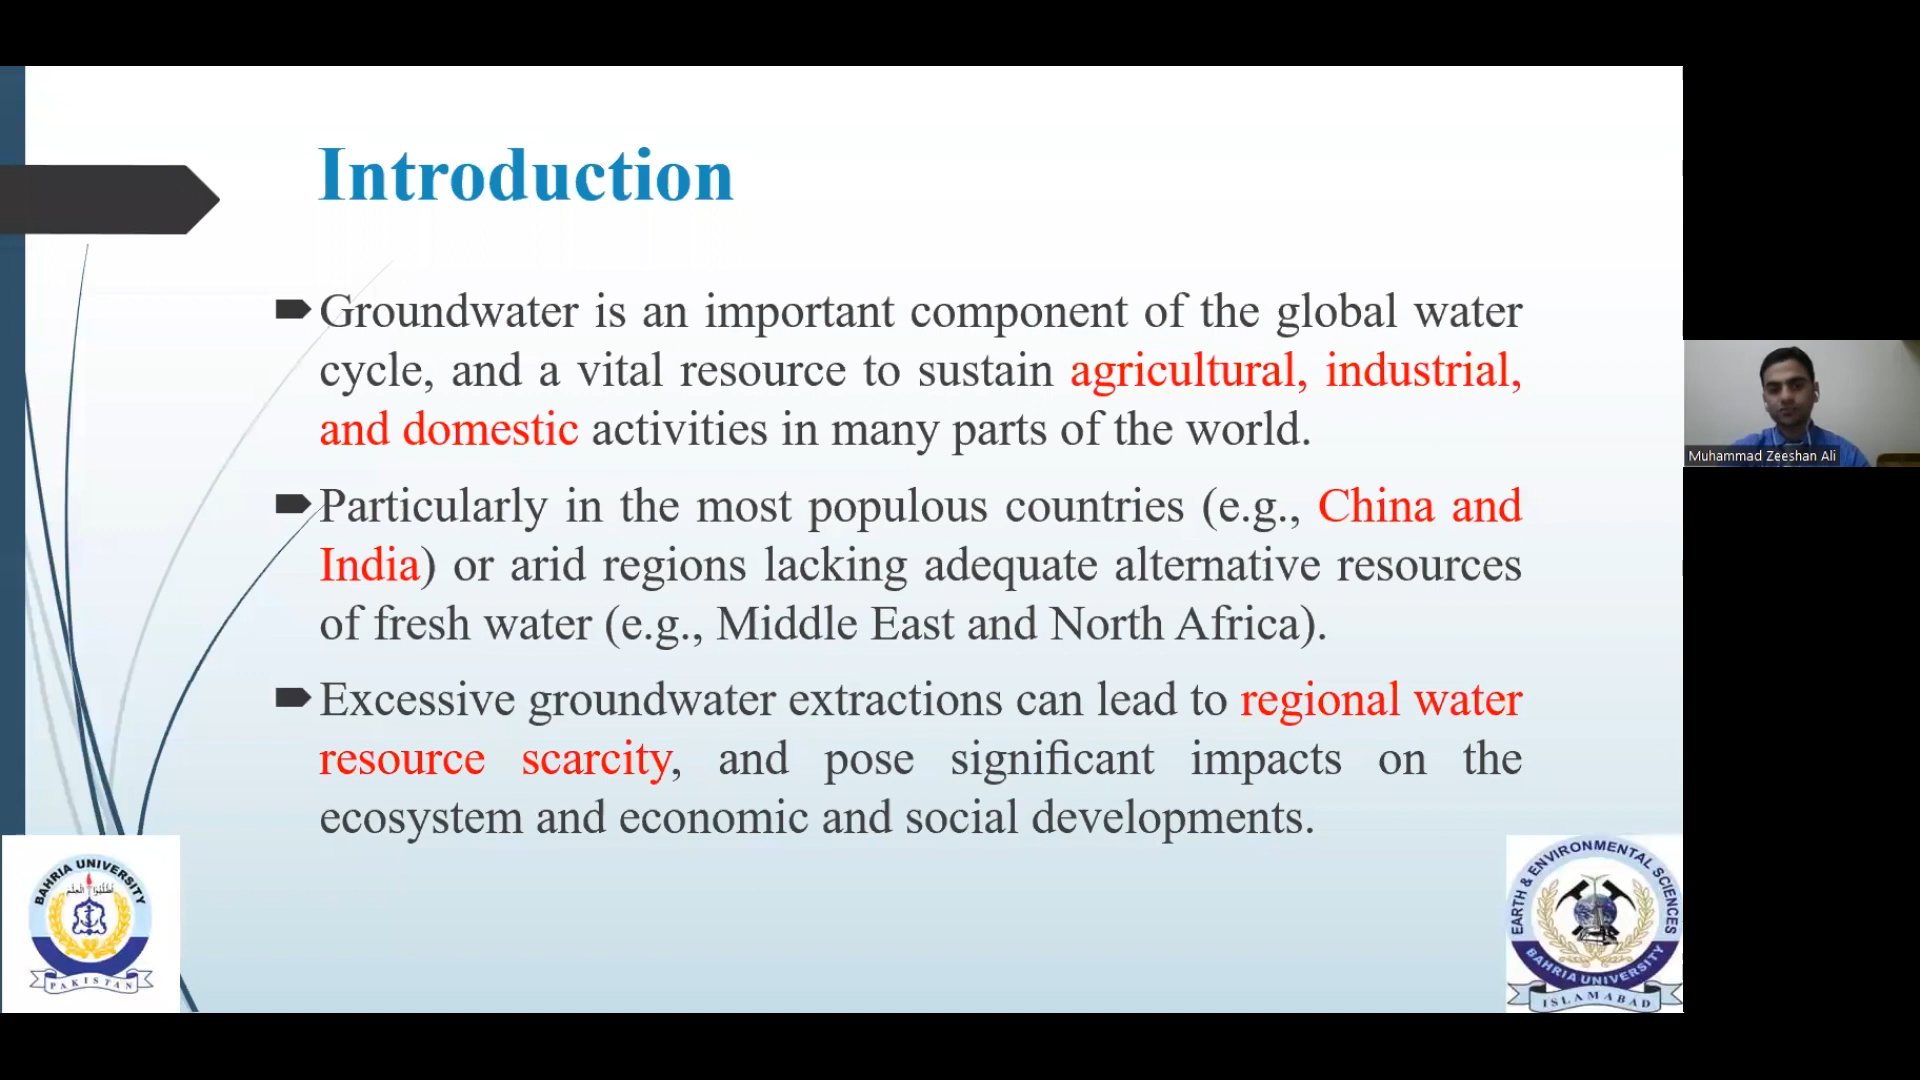 Introduction
Groundwater is an important component of the global water
cycle, and a vital resource to sustain agricultural, industrial,
and domestic activities in many parts of the world.
Particularly in the most populous countries (e.g., China and
India) or arid regions lacking adequate alternative resources
of fresh water (e.g., Middle East and North Africa).
Excessive groundwater extractions can lead to regional water
resource scarcity, and pose significant impacts on the
ecosystem and economic and social developments.
Muhammad Zeeshan Ali
BAHRIA UNIVERSITY
PAKISTAN
EARTH & ENVIRONMENTAL SCIENCES
BAHRIA UNIVERSITY
ISLAMABAD